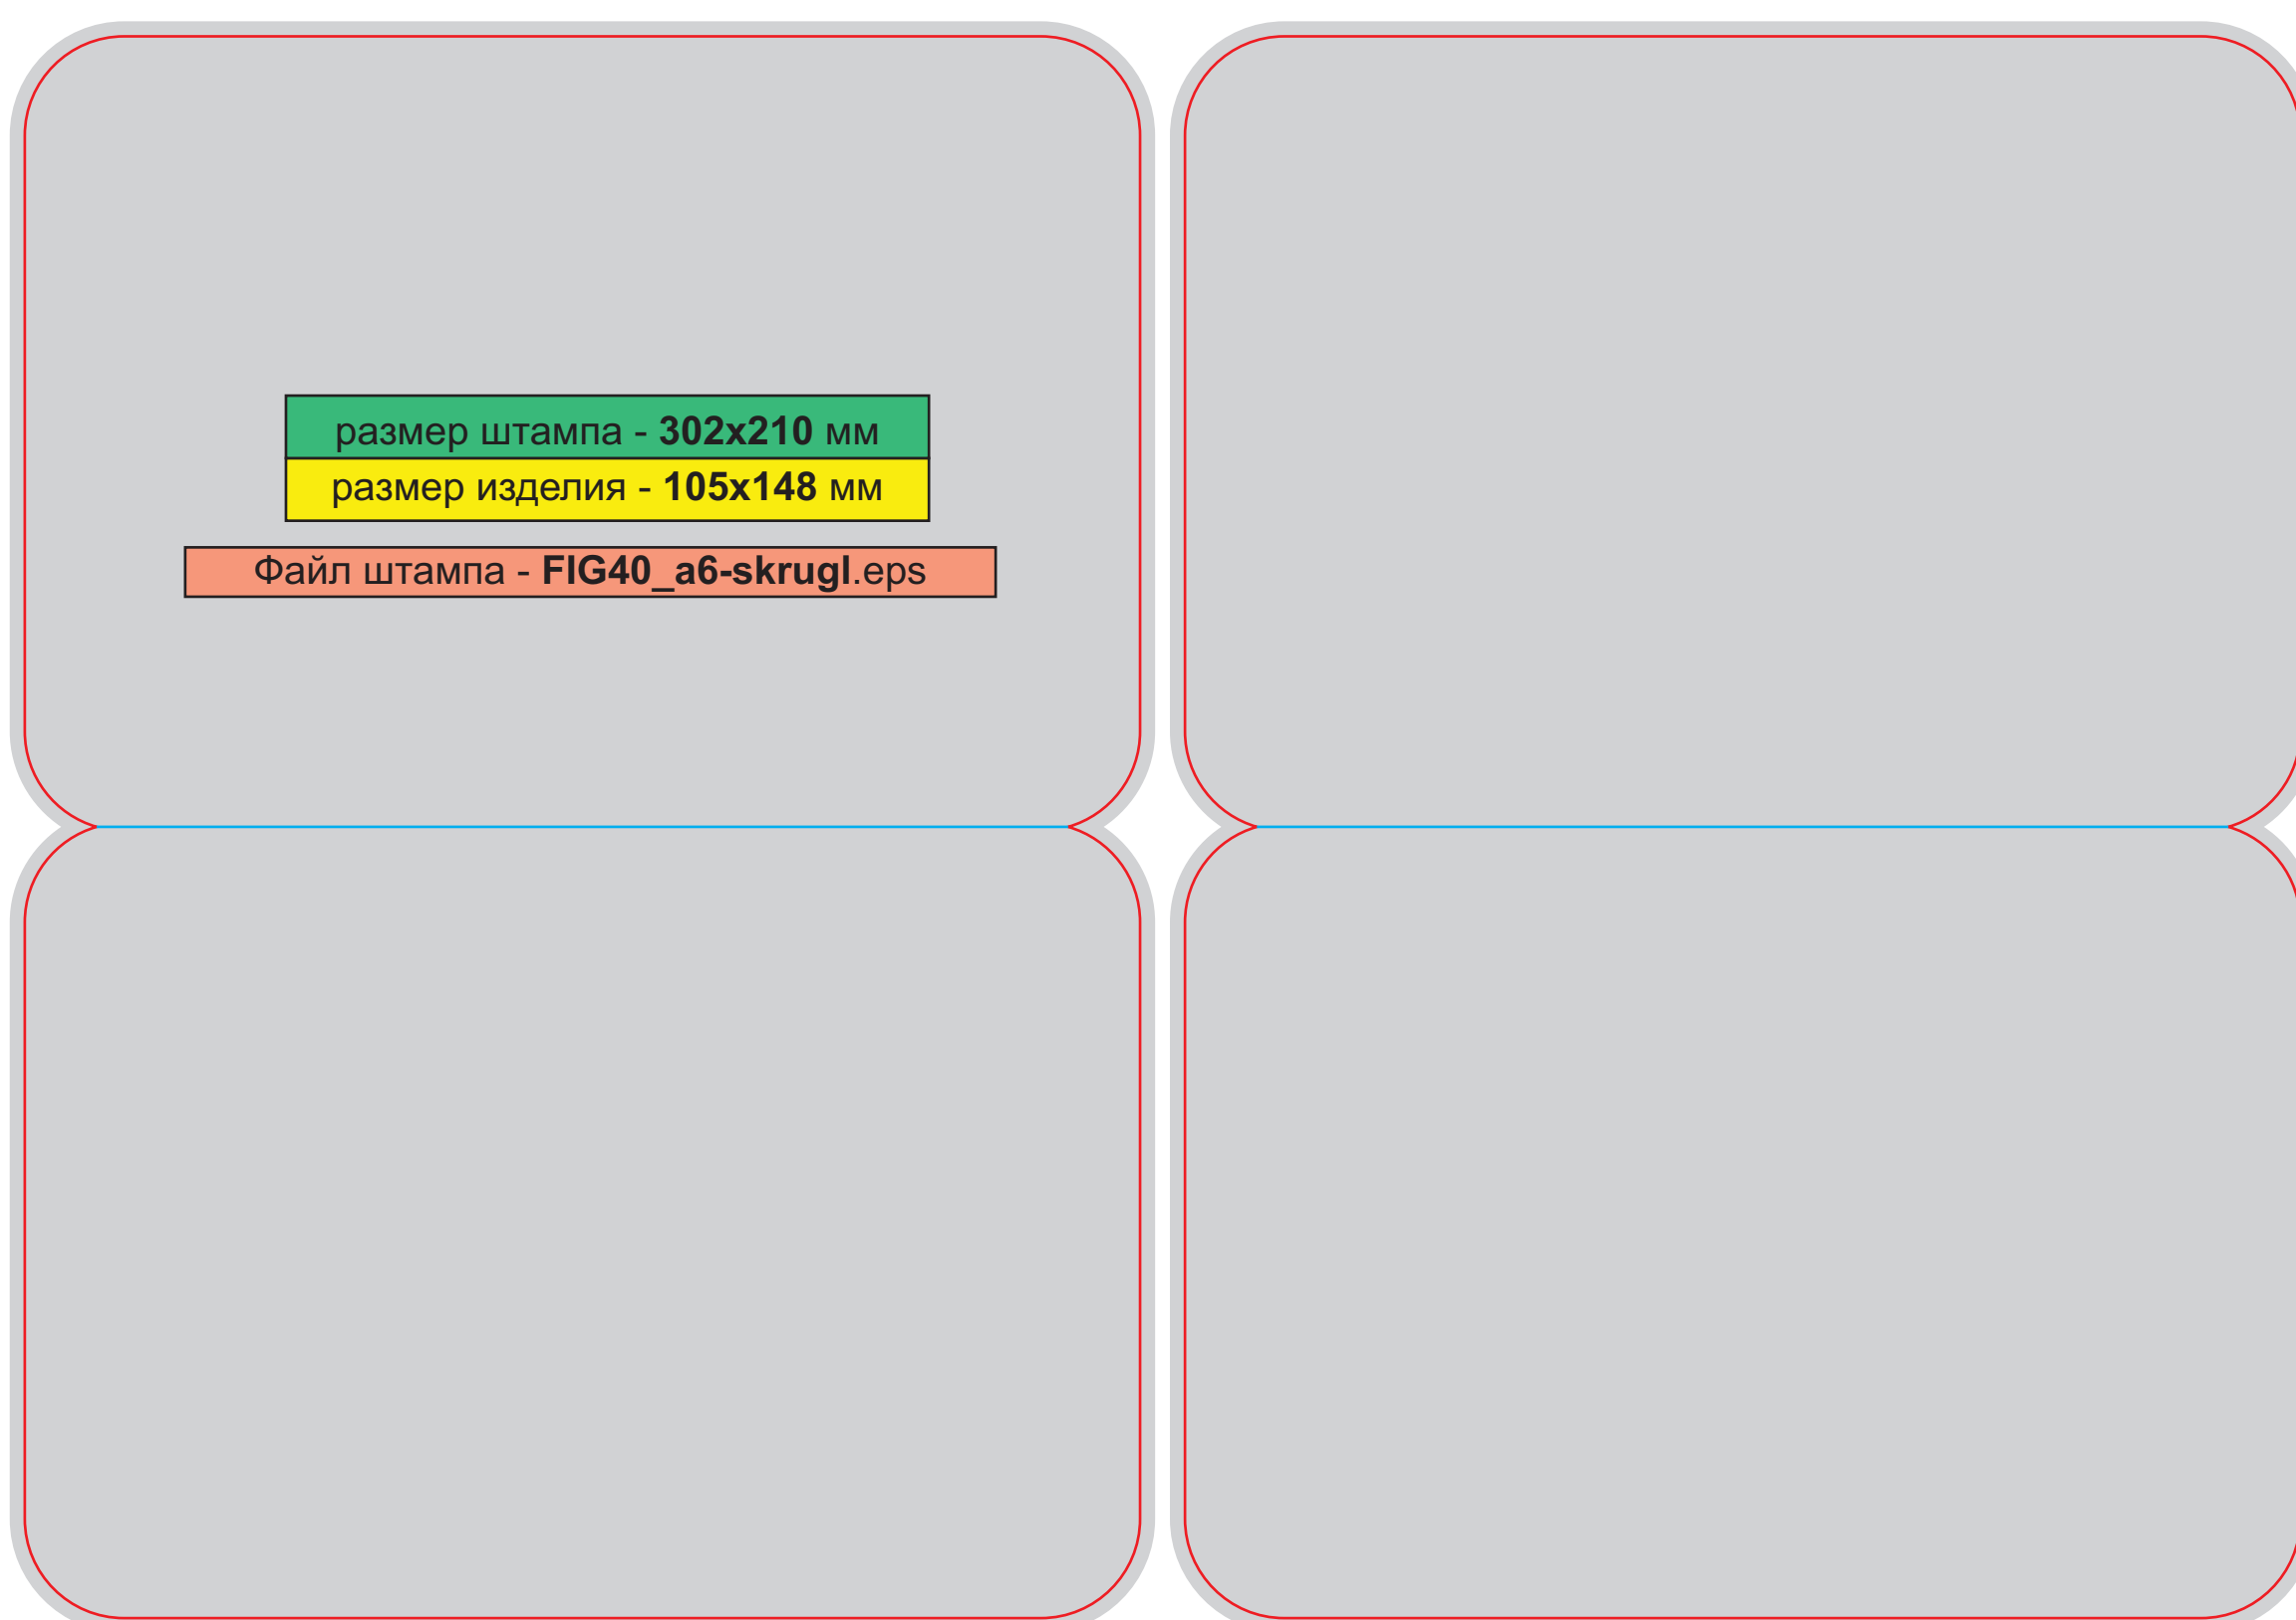 размер штампа - 302x210 мм
размер изделия - 105x148 мм
Файл штампа - FIG40_a6-skrugl.eps